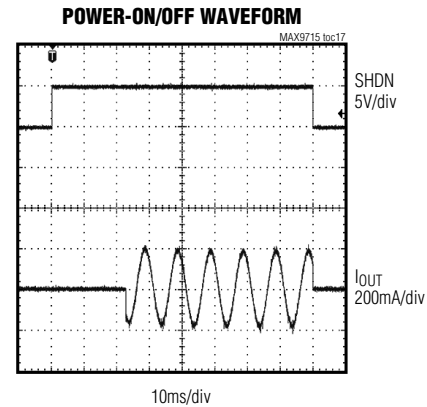 POWER-ON/OFF WAVEFORM
MAX9715 toc17
T
SHDN
5V/div
IOUT
200mA/div
10ms/div